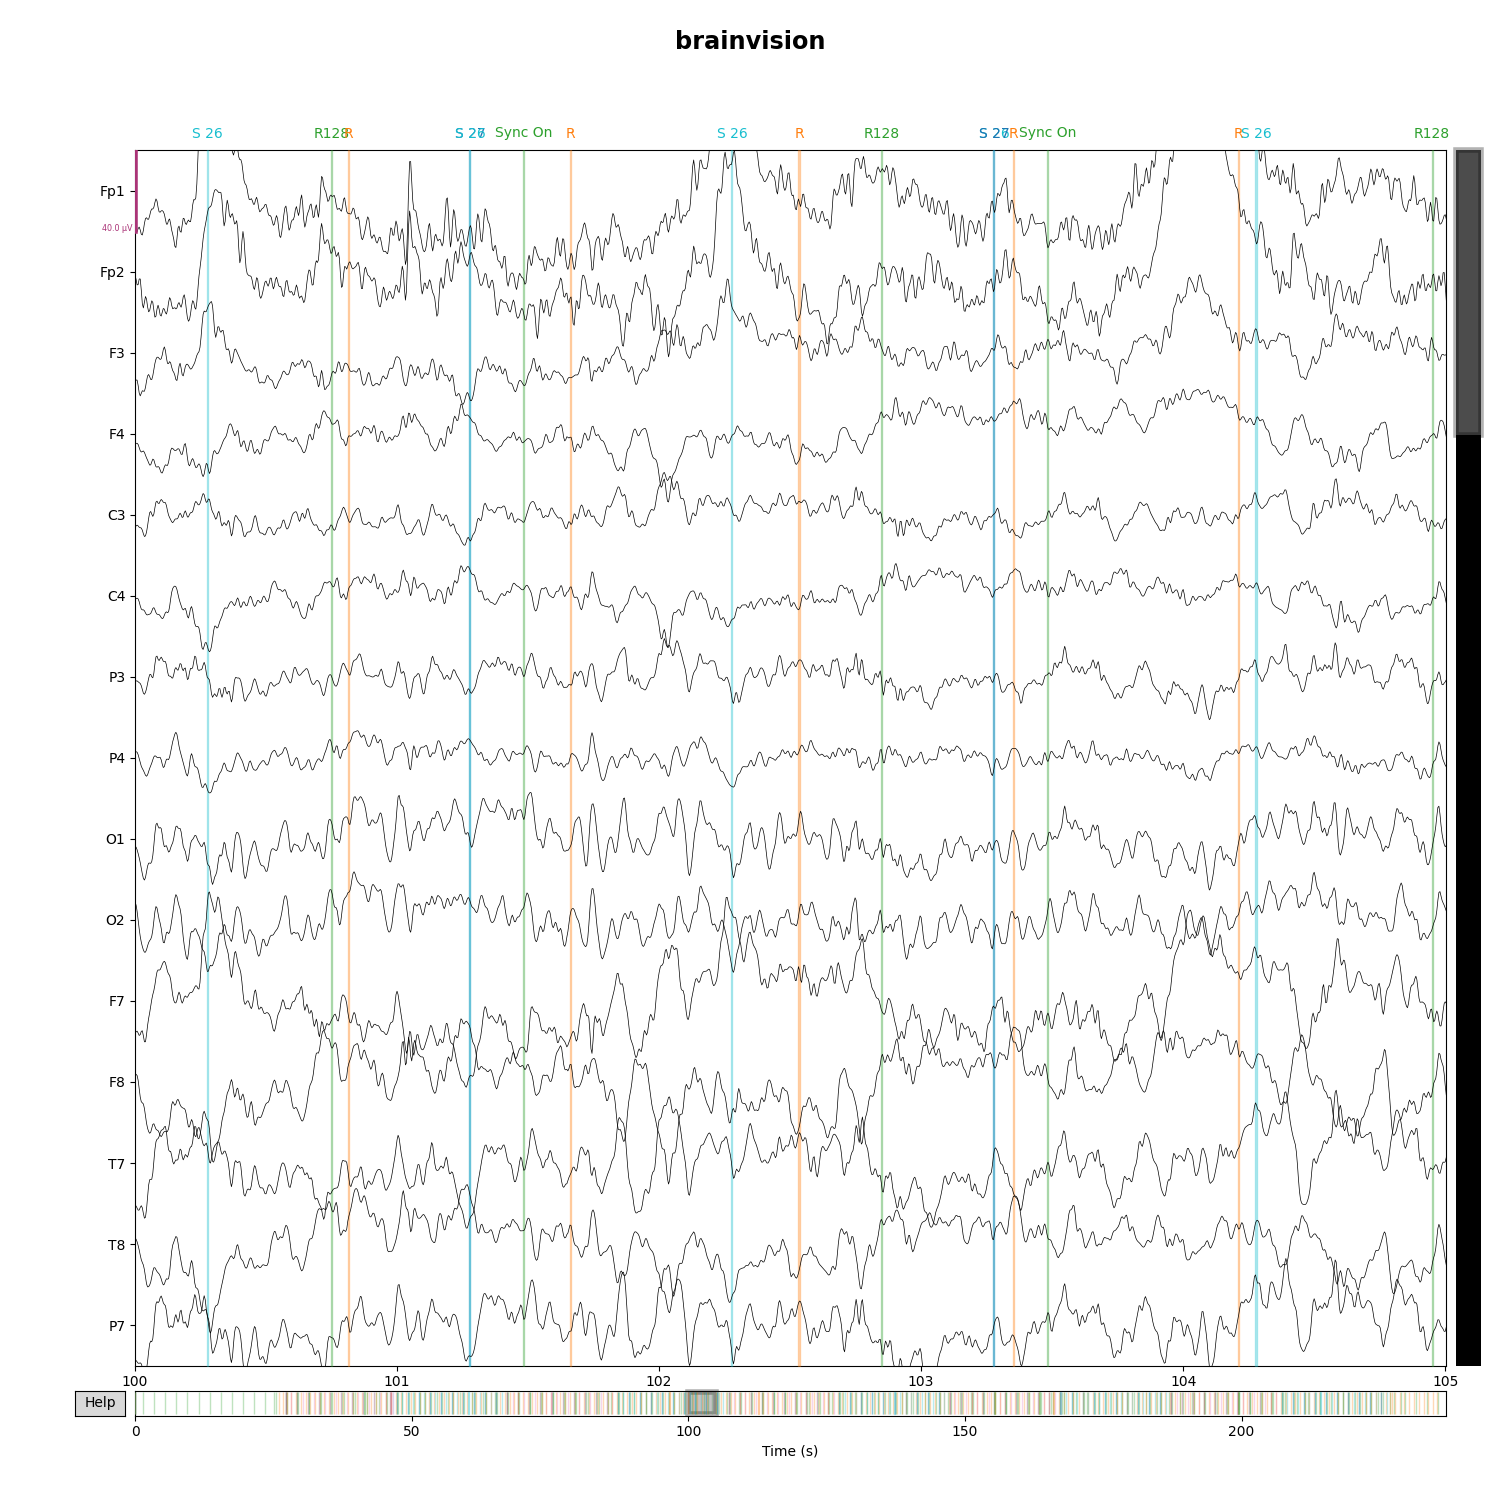 brainvision
S 26 R128 R S 26 Sync On R S 26 R R128 S 26 R Sync On R S 26 R128
Fp1
40.0 µV
Fp2
F3
F4
C3
C4
P3
P4
O1
O2
F7
F8
T7
T8
P7
100 101 102 103 104 105
Help
0 50 100 150 200
Time (s)